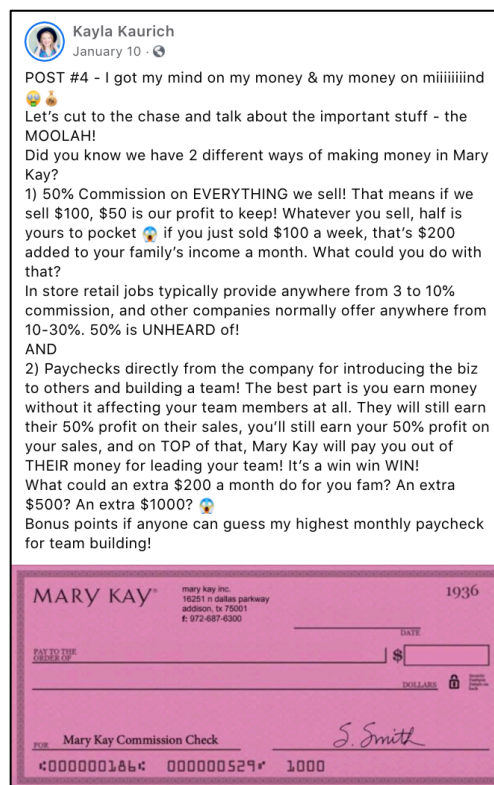 Kayla Kaurich
January 10 ·
POST #4 - I got my mind on my money & my money on miiiiiiiind
🤑💰
Let's cut to the chase and talk about the important stuff - the
MOOLAH!
Did you know we have 2 different ways of making money in Mary
Kay?
1) 50% Commission on EVERYTHING we sell! That means if we
sell $100, $50 is our profit to keep! Whatever you sell, half is
yours to pocket 😱 if you just sold $100 a week, that's $200
added to your family's income a month. What could you do with
that?
In store retail jobs typically provide anywhere from 3 to 10%
commission, and other companies normally offer anywhere from
10-30%. 50% is UNHEARD of!
AND
2) Paychecks directly from the company for introducing the biz
to others and building a team! The best part is you earn money
without it affecting your team members at all. They will still earn
their 50% profit on their sales, you'll still earn your 50% profit on
your sales, and on TOP of that, Mary Kay will pay you out of
THEIR money for leading your team! It's a win win WIN!
What could an extra $200 a month do for you fam? An extra
$500? An extra $1000? 😱
Bonus points if anyone can guess my highest monthly paycheck
for team building!
MARY KAY®
mary kay inc.
16251 n dallas parkway
addison, tx 75001
f: 972-687-6300
1936
DATE
PAY TO THE
ORDER OF
$
DOLLARS
FOR Mary Kay Commission Check
S. Smith
⑆000000186⑆ 000000529⑈ 1000